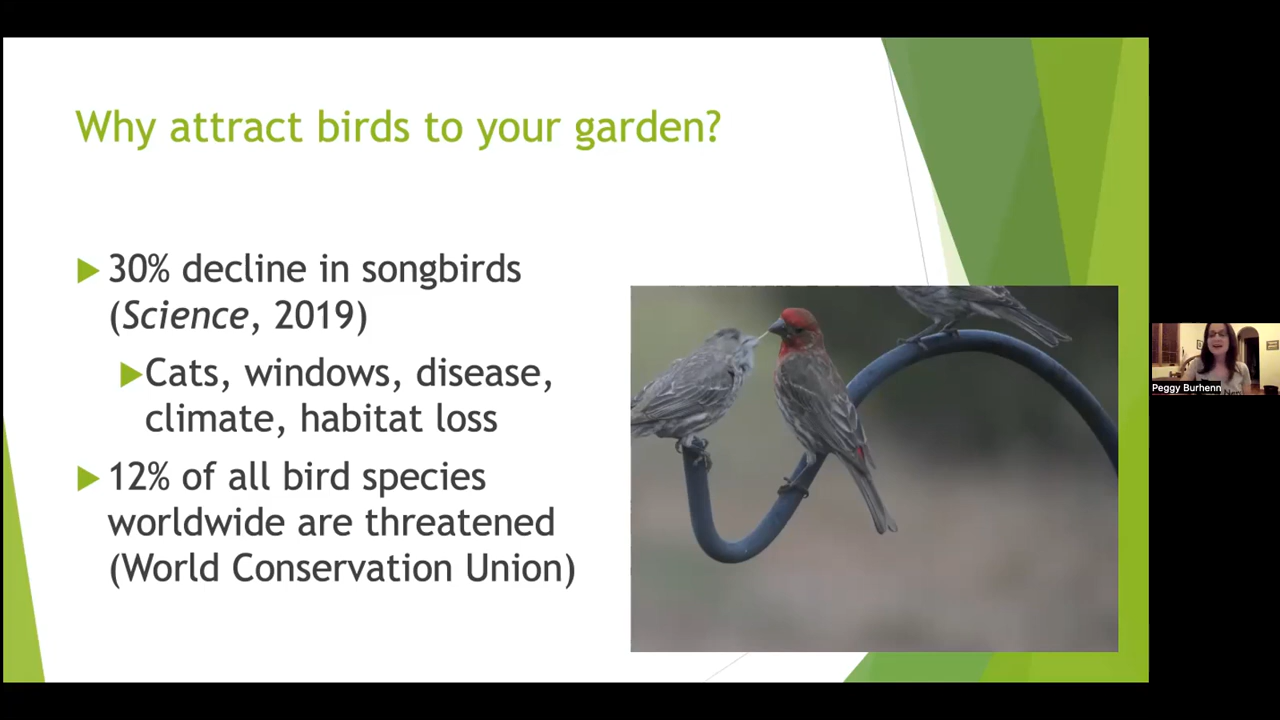 Why attract birds to your garden?
30% decline in songbirds
(Science, 2019)
Cats, windows, disease,
climate, habitat loss
12% of all bird species
worldwide are threatened
(World Conservation Union)
Peggy Burhenn